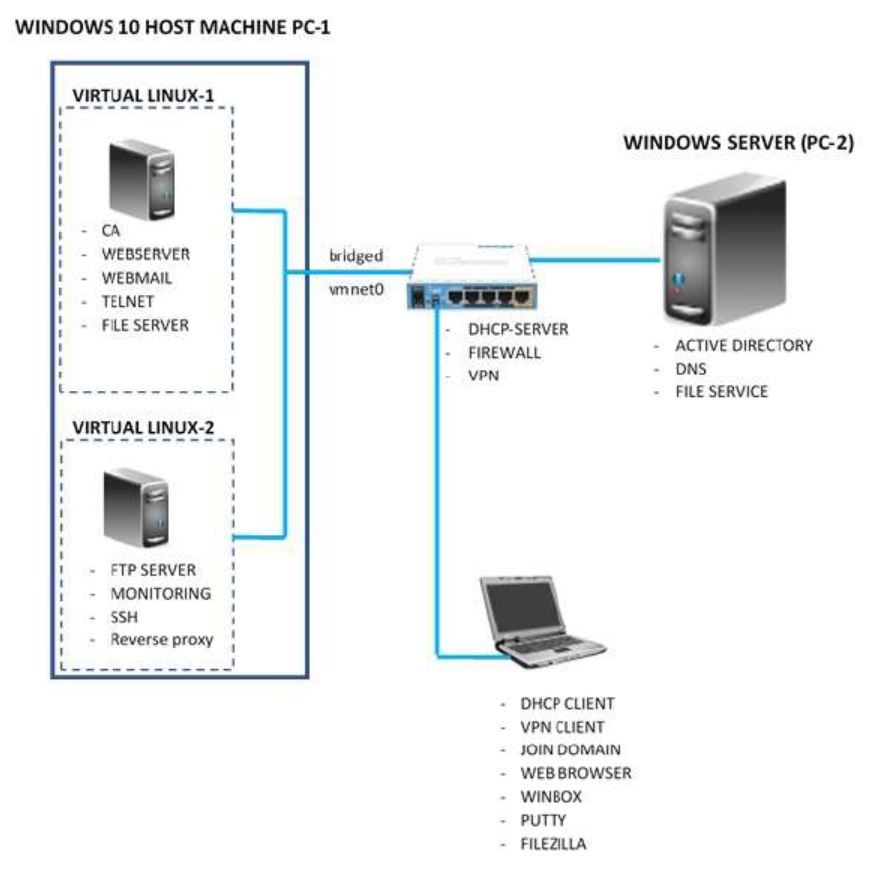 WINDOWS 10 HOST MACHINE PC-1
VIRTUAL LINUX-1
- CA
- WEBSERVER
- WEBMAIL
- TELNET
- FILE SERVER
VIRTUAL LINUX-2
- FTP SERVER
- MONITORING
- SSH
- Reverse proxy
bridged
vmnet0
- DHCP-SERVER
- FIREWALL
- VPN
WINDOWS SERVER (PC-2)
- ACTIVE DIRECTORY
- DNS
- FILE SERVICE
- DHCP CLIENT
- VPN CLIENT
- JOIN DOMAIN
- WEB BROWSER
- WINBOX
- PUTTY
- FILEZILLA